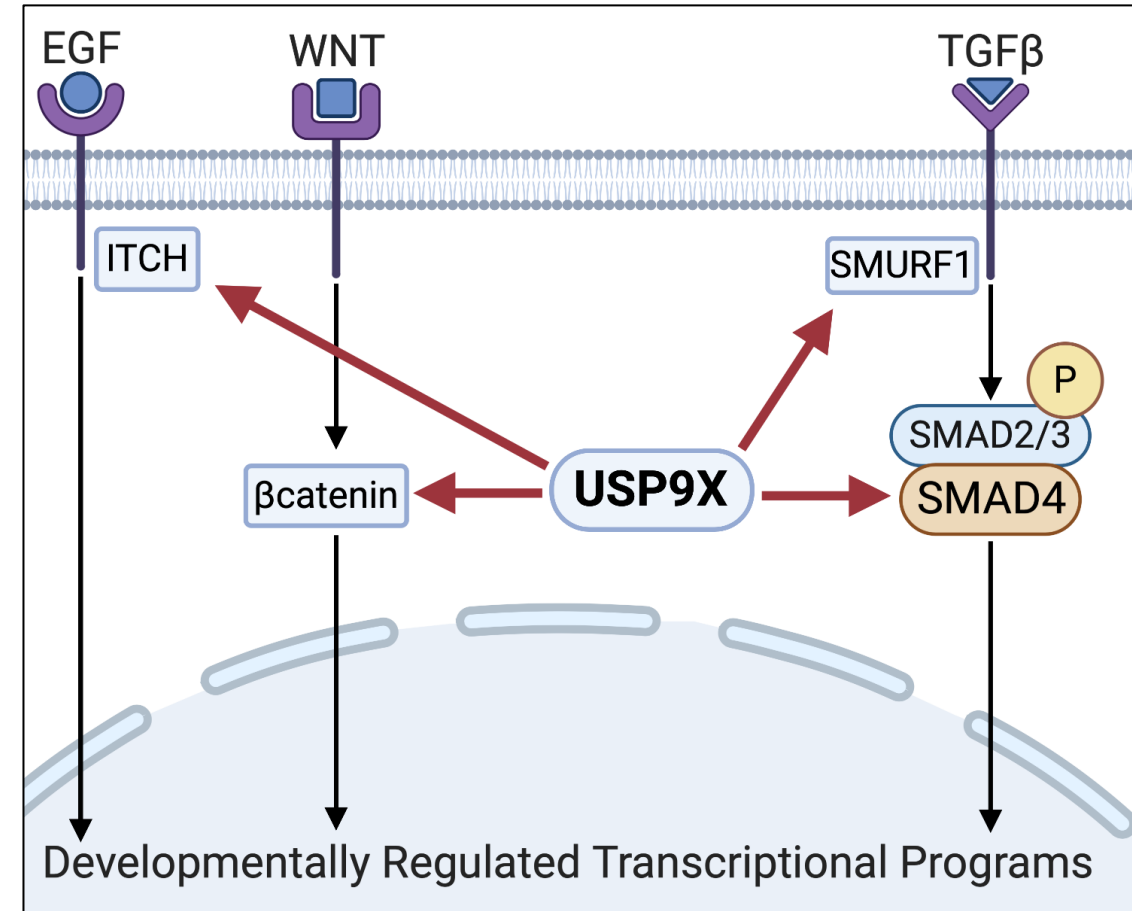 EGF
WNT
TGFβ
ITCH
SMURF1
P
SMAD2/3
βcatenin
USP9X
SMAD4
Developmentally Regulated Transcriptional Programs